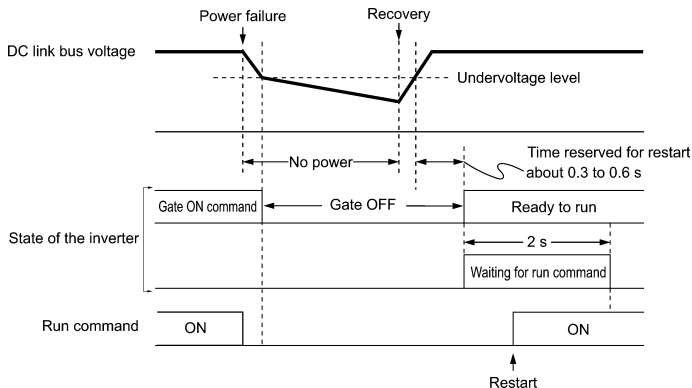 Power failure
Recovery
DC link bus voltage
Undervoltage level
No power
Time reserved for restart
about 0.3 to 0.6 s
Gate ON command
Gate OFF
Ready to run
State of the inverter
2 s
Waiting for run command
Run command
ON
ON
Restart